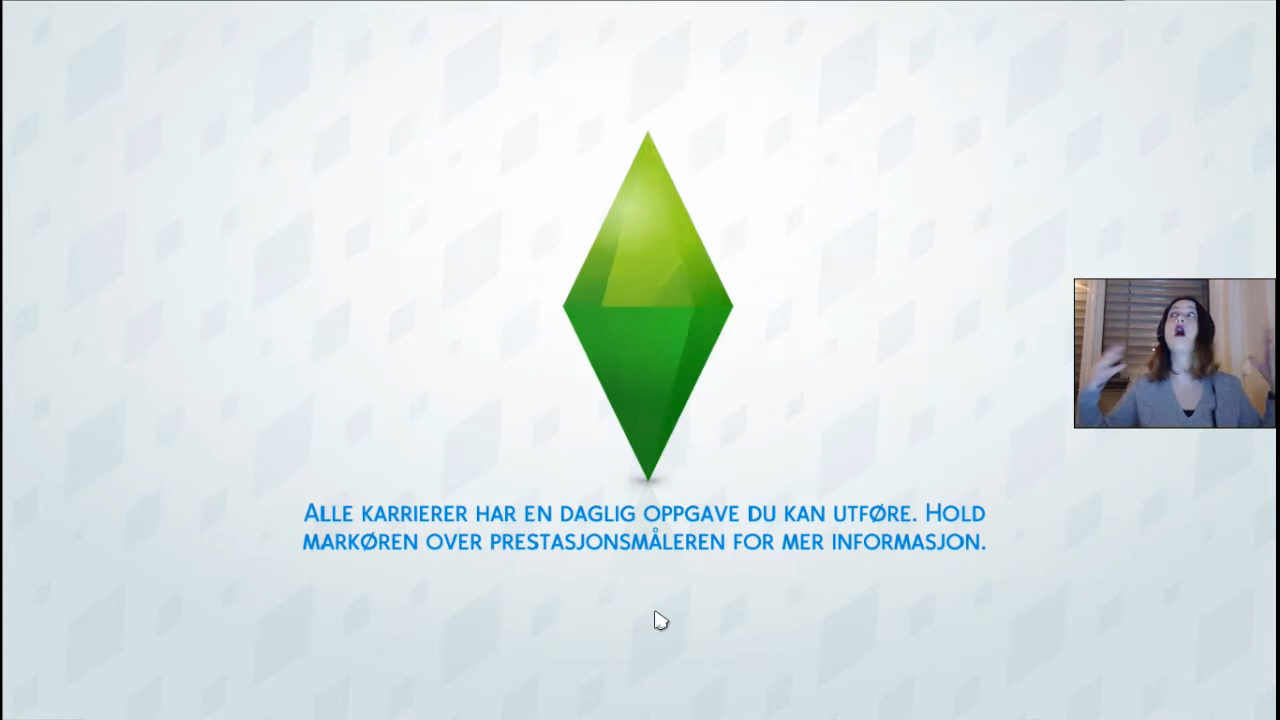 Alle karrierer har en daglig oppgave du kan utføre. Hold
markøren over prestasjonsmåleren for mer informasjon.